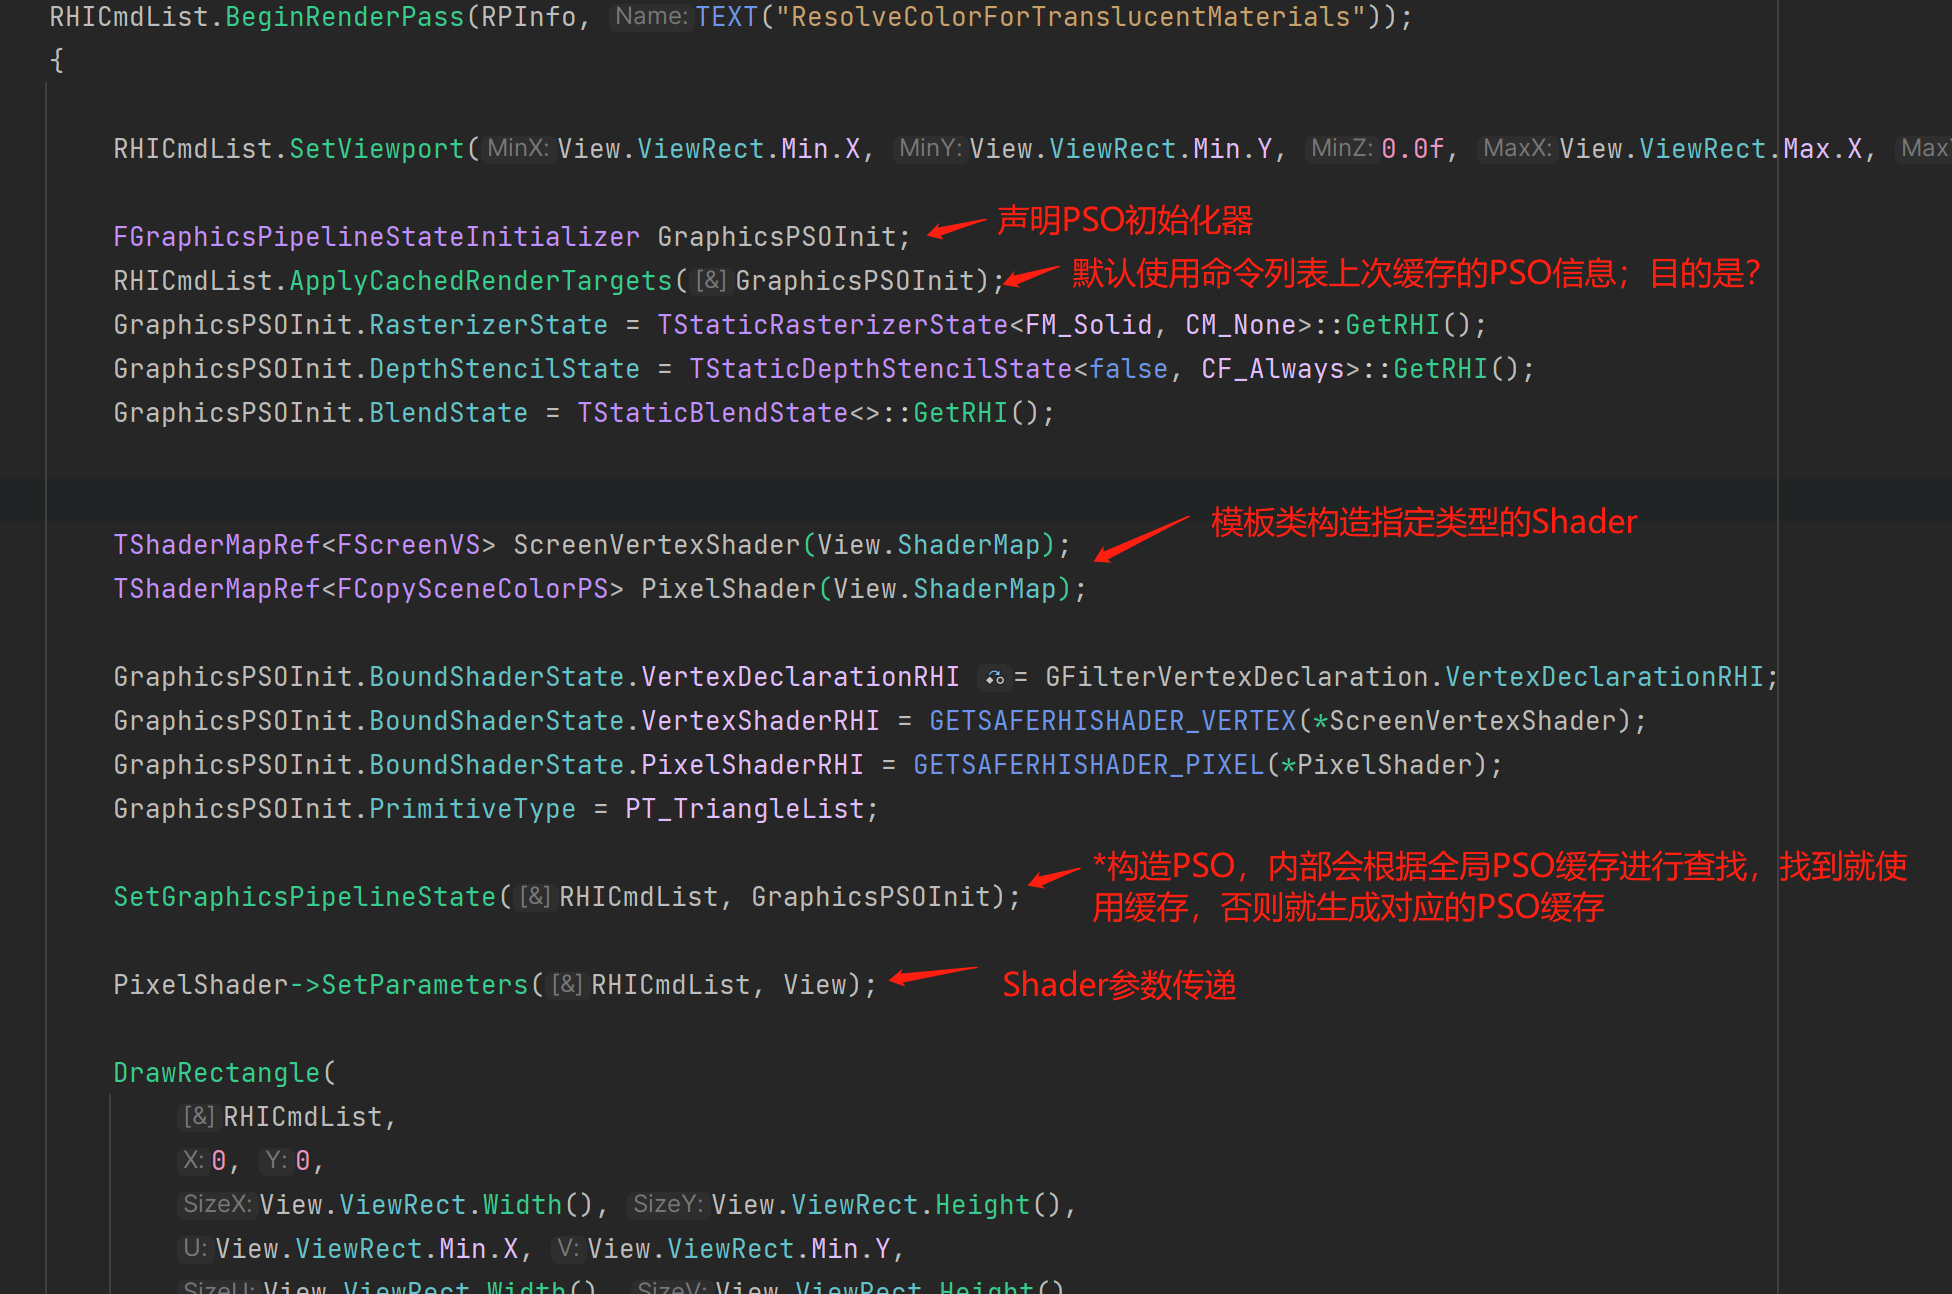 RHICmdList.BeginRenderPass(RPInfo, Name: TEXT("ResolveColorForTranslucentMaterials"));
{
RHICmdList.SetViewport( MinX: View.ViewRect.Min.X, MinY: View.ViewRect.Min.Y, MinZ: 0.0f, MaxX: View.ViewRect.Max.X, MaxY
FGraphicsPipelineStateInitializer GraphicsPSOInit; 声明PSO初始化器
RHICmdList.ApplyCachedRenderTargets([&]GraphicsPSOInit); 默认使用命令列表上次缓存的PSO信息；目的是？
GraphicsPSOInit.RasterizerState = TStaticRasterizerState<FM_Solid, CM_None>::GetRHI();
GraphicsPSOInit.DepthStencilState = TStaticDepthStencilState<false, CF_Always>::GetRHI();
GraphicsPSOInit.BlendState = TStaticBlendState<>::GetRHI();
模板类构造指定类型的Shader
TShaderMapRef<FScreenVS> ScreenVertexShader(View.ShaderMap);
TShaderMapRef<FCopySceneColorPS> PixelShader(View.ShaderMap);
GraphicsPSOInit.BoundShaderState.VertexDeclarationRHI = GFilterVertexDeclaration.VertexDeclarationRHI;
GraphicsPSOInit.BoundShaderState.VertexShaderRHI = GETSAFERHISHADER_VERTEX(*ScreenVertexShader);
GraphicsPSOInit.BoundShaderState.PixelShaderRHI = GETSAFERHISHADER_PIXEL(*PixelShader);
GraphicsPSOInit.PrimitiveType = PT_TriangleList;
*构造PSO，内部会根据全局PSO缓存进行查找，找到就使
用缓存，否则就生成对应的PSO缓存
SetGraphicsPipelineState([&]RHICmdList, GraphicsPSOInit);
PixelShader->SetParameters([&]RHICmdList, View); Shader参数传递
DrawRectangle(
[&]RHICmdList,
X: 0, Y: 0,
SizeX: View.ViewRect.Width(), SizeY: View.ViewRect.Height(),
U: View.ViewRect.Min.X, V: View.ViewRect.Min.Y,
SizeU: View.ViewRect.Width(), SizeV: View.ViewRect.Height()